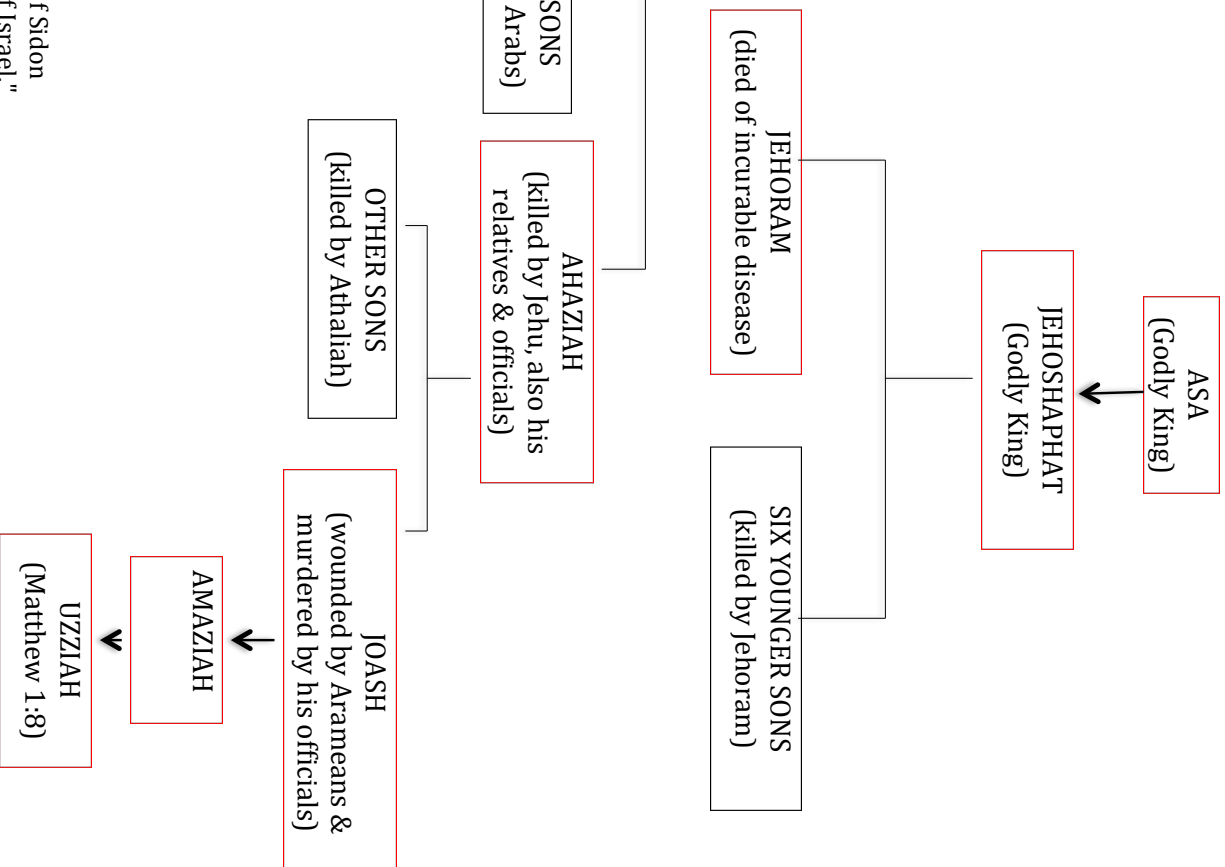 ASA
(Godly King)
JEHOSHAPHAT
(Godly King)
JEHORAM
(died of incurable disease)
SIX YOUNGER SONS
(killed by Jehoram)
SONS
Arabs)
AHAZIAH
(killed by Jehu, also his
relatives & officials)
OTHER SONS
(killed by Athaliah)
JOASH
(wounded by Arameans &
murdered by his officials)
AMAZIAH
UZZIAH
(Matthew 1:8)
f Sidon
f Israel."